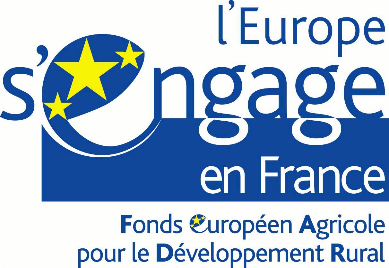 l'Europe
s'engage
en France
Fonds européen Agricole
pour le Développement Rural